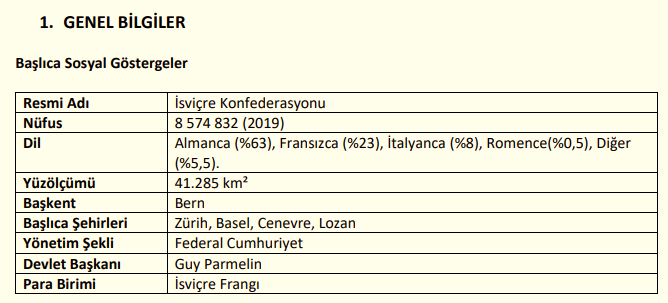 1. GENEL BİLGİLER
Başlıca Sosyal Göstergeler
Resmi Adı İsviçre Konfederasyonu
Nüfus 8 574 832 (2019)
Dil Almanca (%63), Fransızca (%23), İtalyanca (%8), Romence(%0,5), Diğer
(%5,5).
Yüzölçümü 41.285 km²
Başkent Bern
Başlıca Şehirleri Zürih, Basel, Cenevre, Lozan
Yönetim Şekli Federal Cumhuriyet
Devlet Başkanı Guy Parmelin
Para Birimi İsviçre Frangı